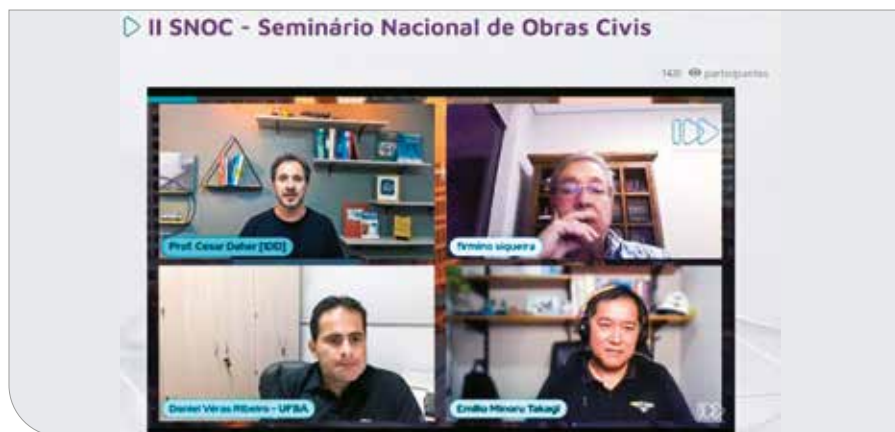 II SNOC - Seminário Nacional de Obras Civis
1431 participantes
Prof. Cesar Daher [IDD]
firmino siqueira
Daniel Véras Ribeiro - UFBA
Emilio Minoru Takagi